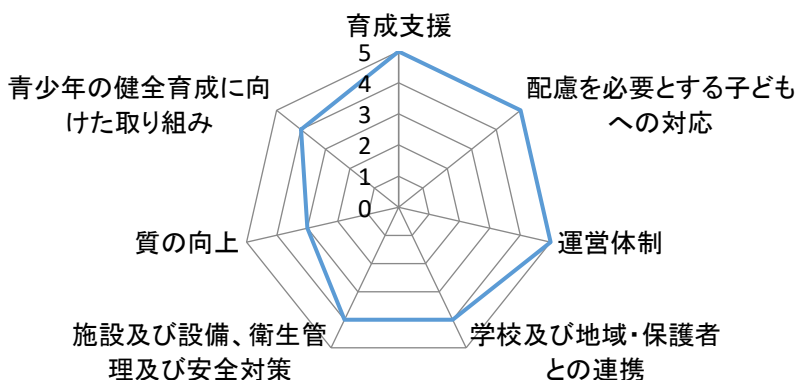 育成支援
5
4
3
2
1
0
配慮を必要とする子ども
への対応
運営体制
学校及び地域・保護者
との連携
施設及び設備、衛生管
理及び安全対策
質の向上
青少年の健全育成に向
けた取り組み